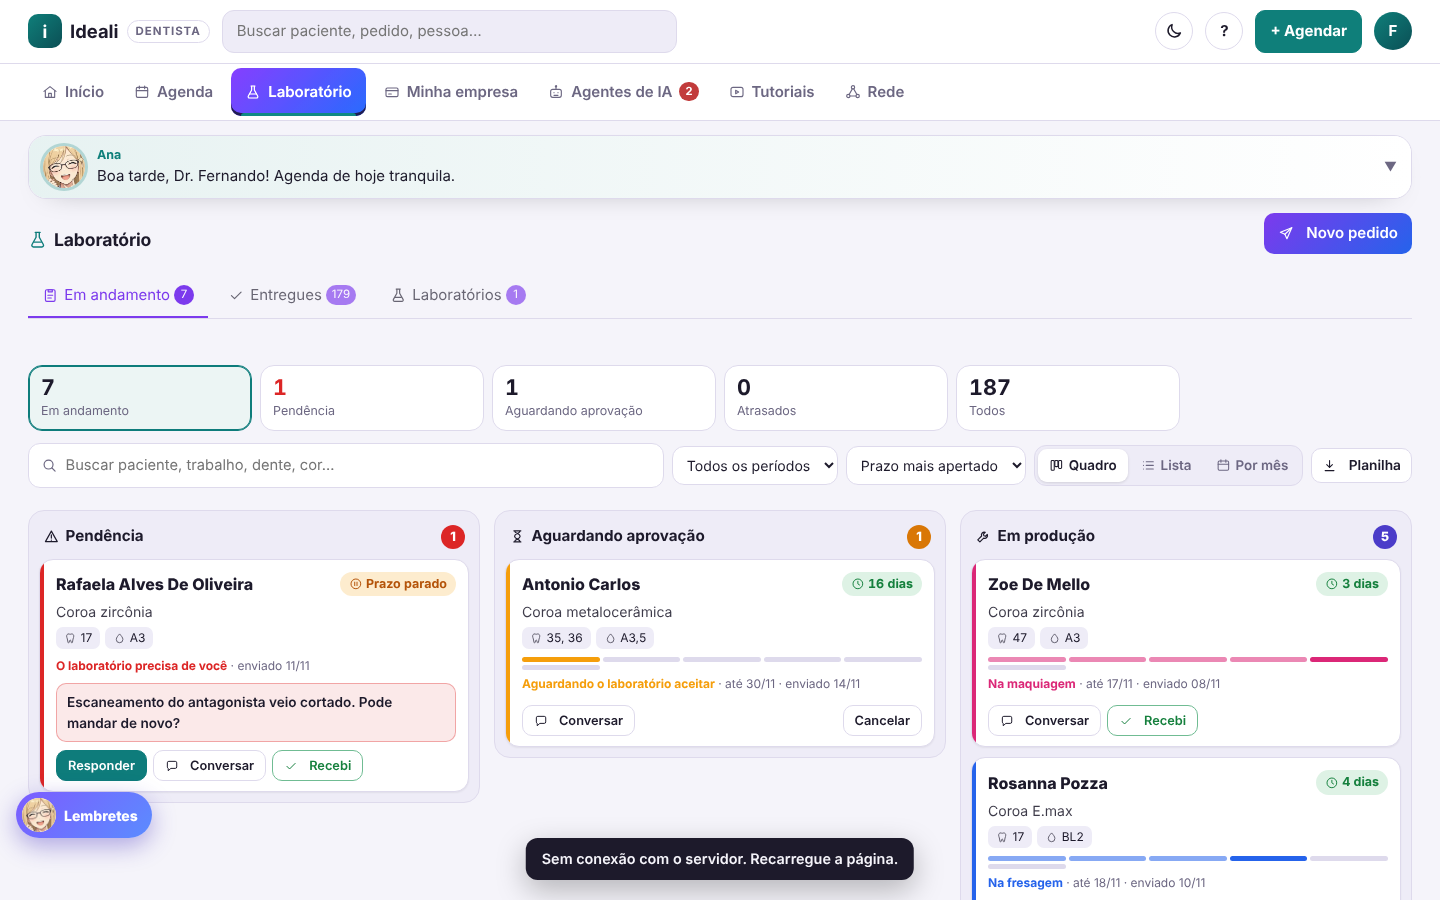 i Ideali DENTISTA Buscar paciente, pedido, pessoa... ? + Agendar F
Início Agenda Laboratório Minha empresa Agentes de IA 2 Tutoriais Rede
Ana
Boa tarde, Dr. Fernando! Agenda de hoje tranquila.
Laboratório Novo pedido
Em andamento 7 Entregues 179 Laboratórios 1
7 1 1 0 187
Em andamento Pendência Aguardando aprovação Atrasados Todos
Buscar paciente, trabalho, dente, cor... Todos os períodos Prazo mais apertado Quadro Lista Por mês Planilha
Pendência 1
Rafaela Alves De Oliveira Prazo parado
Coroa zircônia
17 A3
O laboratório precisa de você · enviado 11/11
Escaneamento do antagonista veio cortado. Pode
mandar de novo?
Responder Conversar Recebi
Aguardando aprovação 1
Antonio Carlos 16 dias
Coroa metalocerâmica
35, 36 A3,5
Aguardando o laboratório aceitar · até 30/11 · enviado 14/11
Conversar Cancelar
Em produção 5
Zoe De Mello 3 dias
Coroa zircônia
47 A3
Na maquiagem · até 17/11 · enviado 08/11
Conversar Recebi
Rosanna Pozza 4 dias
Coroa E.max
17 BL2
Na fresagem · até 18/11 · enviado 10/11
Lembretes
Sem conexão com o servidor. Recarregue a página.